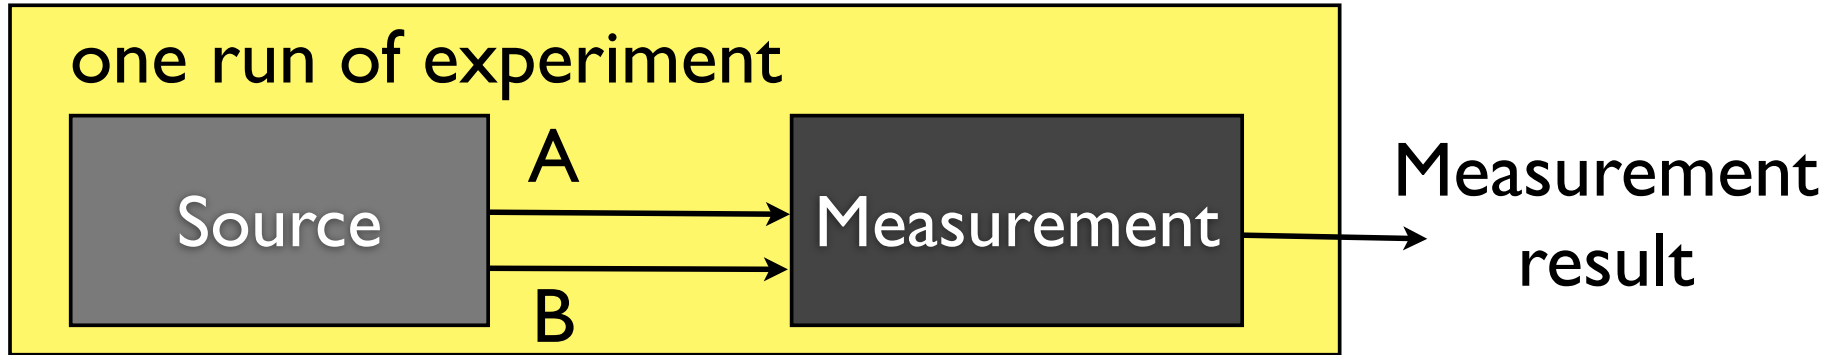 one run of experiment
Source
A
B
Measurement
Measurement
result